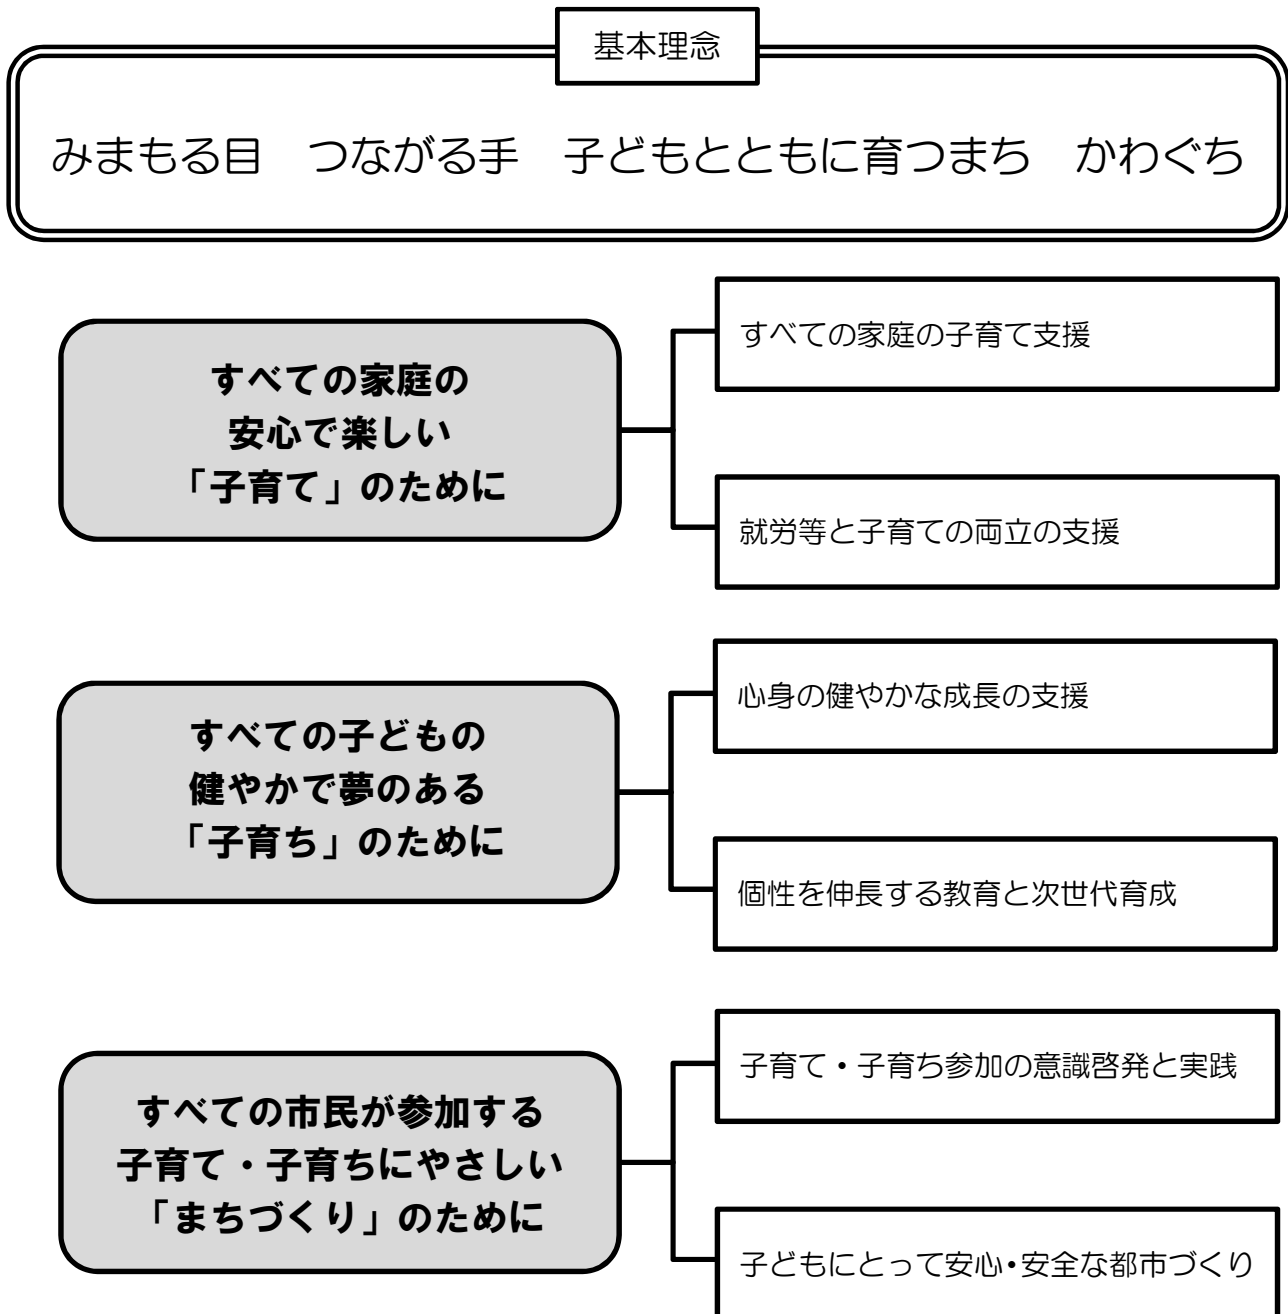 基本理念
みまもる目　つながる手　子どもとともに育つまち　かわぐち
すべての家庭の
安心で楽しい
「子育て」のために
すべての家庭の子育て支援
就労等と子育ての両立の支援
すべての子どもの
健やかで夢のある
「子育ち」のために
心身の健やかな成長の支援
個性を伸長する教育と次世代育成
すべての市民が参加する
子育て・子育ちにやさしい
「まちづくり」のために
子育て・子育ち参加の意識啓発と実践
子どもにとって安心・安全な都市づくり